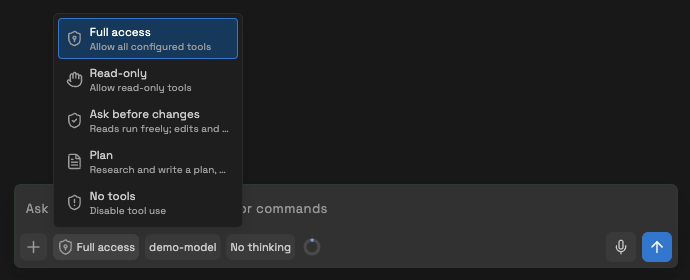 Full access
Allow all configured tools
Read-only
Allow read-only tools
Ask before changes
Reads run freely; edits and ...
Plan
Research and write a plan, ...
No tools
Disable tool use
Ask or commands
Full access demo-model No thinking